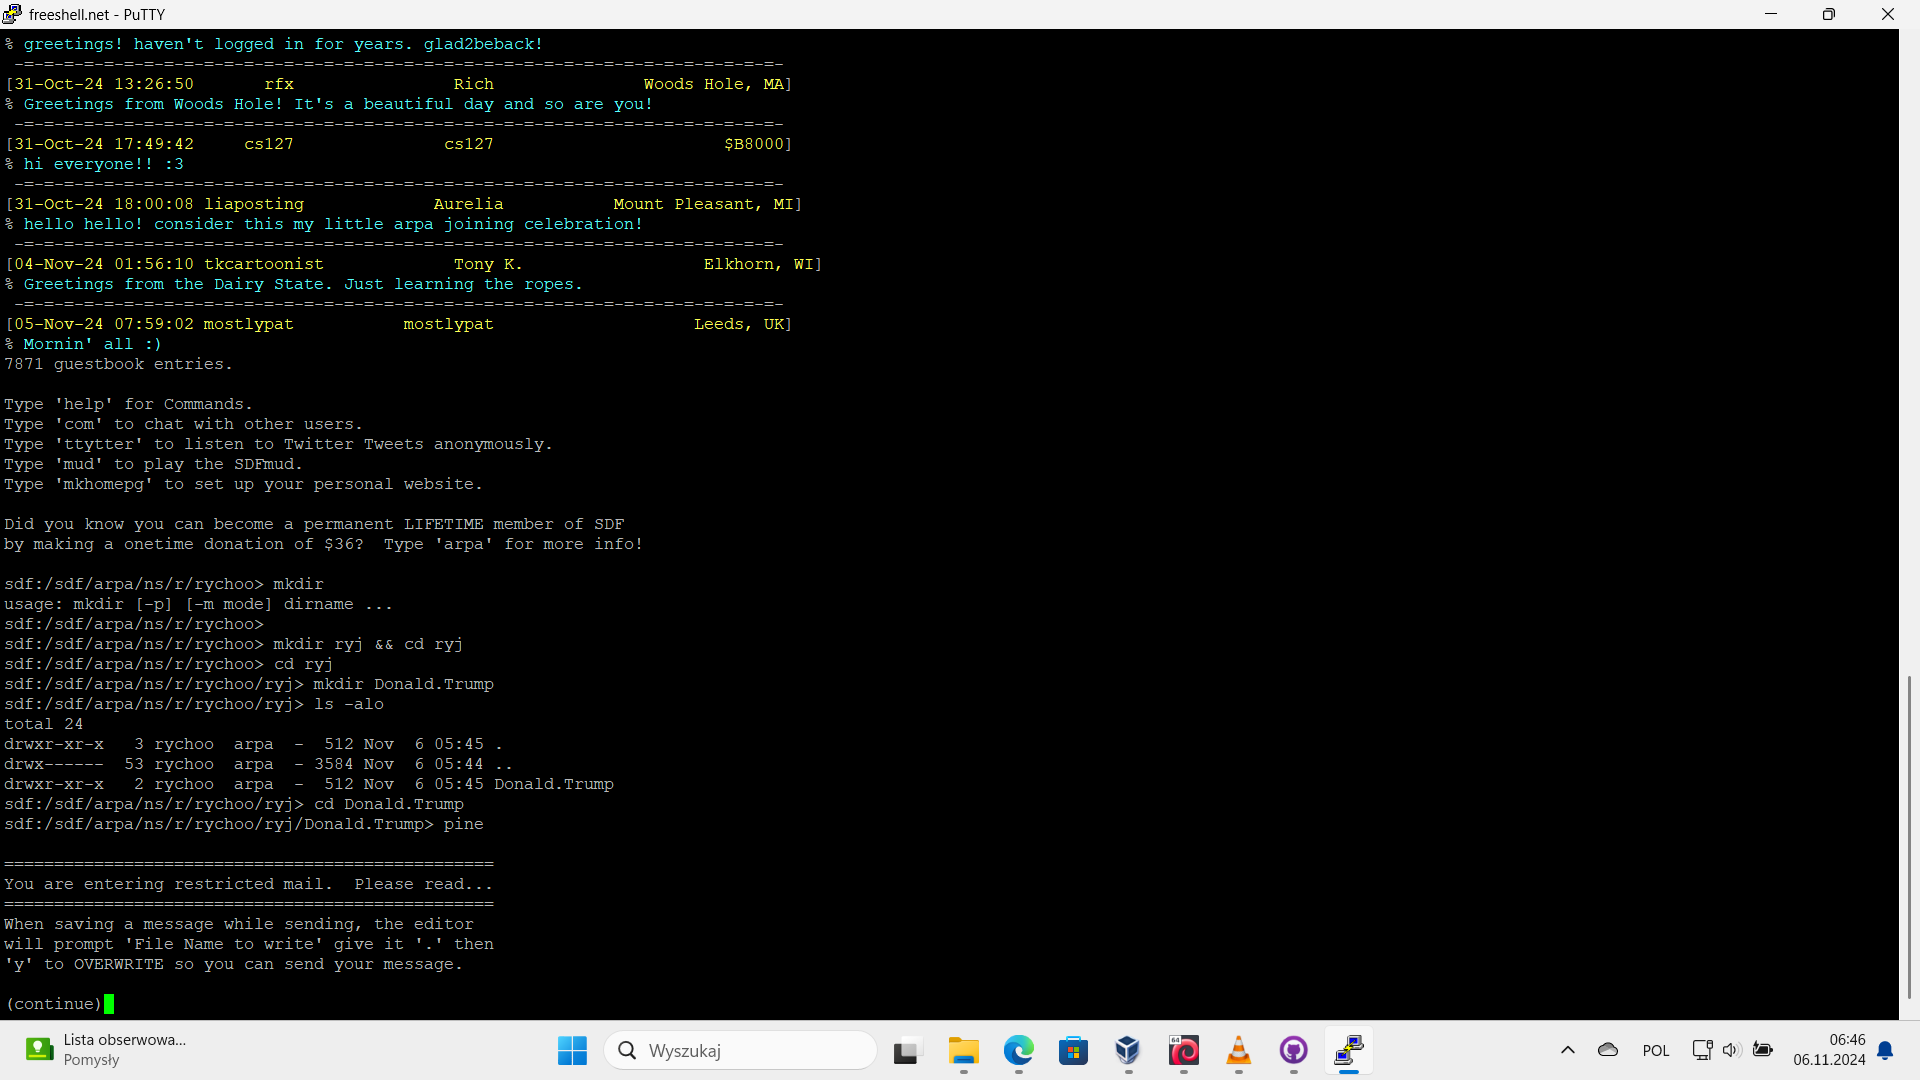 freeshell.net - PuTTY
% greetings! haven't logged in for years. glad2beback!
-=-=-=-=-=-=-=-=-=-=-=-=-=-=-=-=-=-=-=-=-=-=-=-=-=-=-=-=-=-=-=-=-=-=-=-=-=-
[31-Oct-24 13:26:50 rfx Rich Woods Hole, MA]
% Greetings from Woods Hole! It's a beautiful day and so are you!
-=-=-=-=-=-=-=-=-=-=-=-=-=-=-=-=-=-=-=-=-=-=-=-=-=-=-=-=-=-=-=-=-=-=-=-=-=-
[31-Oct-24 17:49:42 cs127 cs127 $B8000]
% hi everyone!! :3
-=-=-=-=-=-=-=-=-=-=-=-=-=-=-=-=-=-=-=-=-=-=-=-=-=-=-=-=-=-=-=-=-=-=-=-=-=-
[31-Oct-24 18:00:08 liaposting Aurelia Mount Pleasant, MI]
% hello hello! consider this my little arpa joining celebration!
-=-=-=-=-=-=-=-=-=-=-=-=-=-=-=-=-=-=-=-=-=-=-=-=-=-=-=-=-=-=-=-=-=-=-=-=-=-
[04-Nov-24 01:56:10 tkcartoonist Tony K. Elkhorn, WI]
% Greetings from the Dairy State. Just learning the ropes.
-=-=-=-=-=-=-=-=-=-=-=-=-=-=-=-=-=-=-=-=-=-=-=-=-=-=-=-=-=-=-=-=-=-=-=-=-=-
[05-Nov-24 07:59:02 mostlypat mostlypat Leeds, UK]
% Mornin' all :)
7871 guestbook entries.
Type 'help' for Commands.
Type 'com' to chat with other users.
Type 'ttytter' to listen to Twitter Tweets anonymously.
Type 'mud' to play the SDFmud.
Type 'mkhomepg' to set up your personal website.
Did you know you can become a permanent LIFETIME member of SDF
by making a onetime donation of $36?  Type 'arpa' for more info!
sdf:/sdf/arpa/ns/r/rychoo> mkdir
usage: mkdir [-p] [-m mode] dirname ...
sdf:/sdf/arpa/ns/r/rychoo>
sdf:/sdf/arpa/ns/r/rychoo> mkdir ryj && cd ryj
sdf:/sdf/arpa/ns/r/rychoo> cd ryj
sdf:/sdf/arpa/ns/r/rychoo/ryj> mkdir Donald.Trump
sdf:/sdf/arpa/ns/r/rychoo/ryj> ls -alo
total 24
drwxr-xr-x   3 rychoo  arpa  -  512 Nov  6 05:45 .
drwx------  53 rychoo  arpa  - 3584 Nov  6 05:44 ..
drwxr-xr-x   2 rychoo  arpa  -  512 Nov  6 05:45 Donald.Trump
sdf:/sdf/arpa/ns/r/rychoo/ryj> cd Donald.Trump
sdf:/sdf/arpa/ns/r/rychoo/ryj/Donald.Trump> pine
=================================================
You are entering restricted mail.  Please read...
=================================================
When saving a message while sending, the editor
will prompt 'File Name to write' give it '.' then
'y' to OVERWRITE so you can send your message.
(continue)
Lista obserwowa...
Pomysły
Wyszukaj
64
POL
06:46
06.11.2024